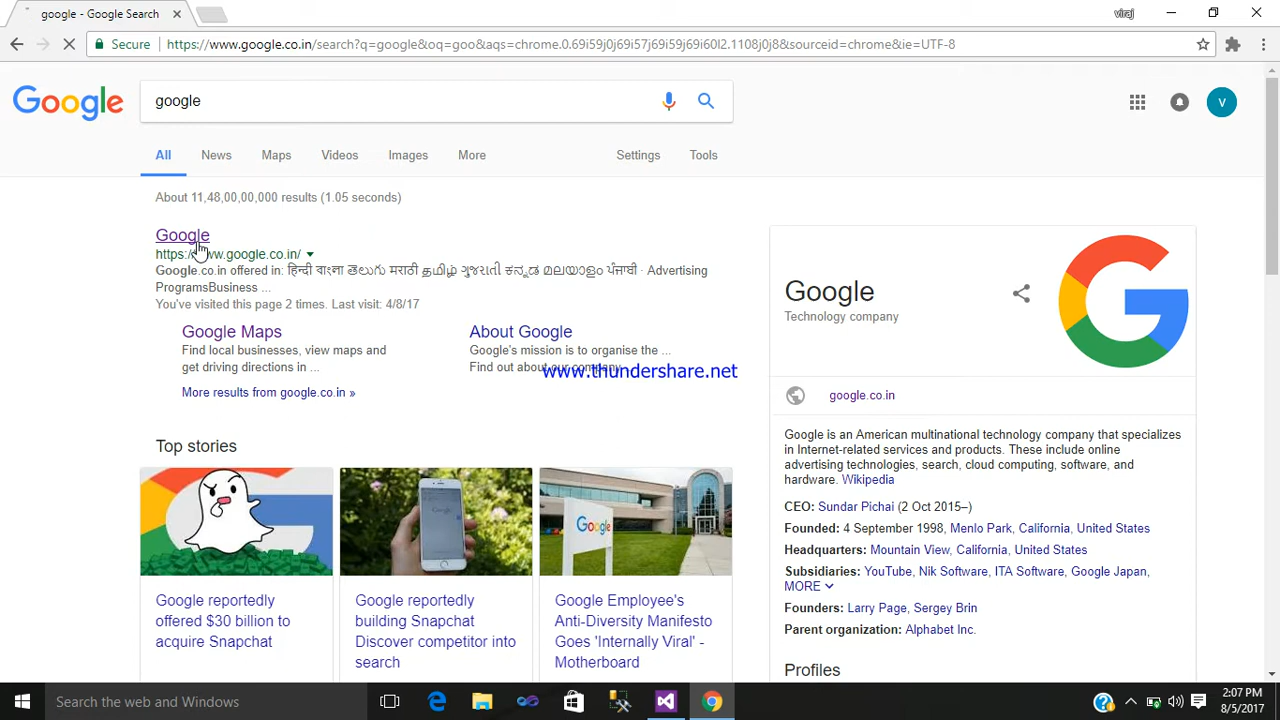 google - Google Search
viraj
Secure https://www.google.co.in/search?q=google&oq=goo&aqs=chrome.0.69i59j0j69i57j69i59j69i60l2.1108j0j8&sourceid=chrome&ie=UTF-8
Google
google
V
All News Maps Videos Images More Settings Tools
About 11,48,00,00,000 results (1.05 seconds)
Google
https://www.google.co.in/
Google.co.in offered in: हिन्दी বাংলা తెలుగు मराठी தமிழ் ગુજરાતી ಕನ್ನಡ മലയാളം ਪੰਜਾਬੀ · Advertising
ProgramsBusiness ...
You've visited this page 2 times. Last visit: 4/8/17
Google Maps
Find local businesses, view maps and
get driving directions in ...
About Google
Google's mission is to organise the ...
Find out about our company
www.thundershare.net
More results from google.co.in »
Top stories
Google
Google reportedly
offered $30 billion to
acquire Snapchat
Google reportedly
building Snapchat
Discover competitor into
search
Google Employee's
Anti-Diversity Manifesto
Goes 'Internally Viral' -
Motherboard
Google
Technology company
google.co.in
Google is an American multinational technology company that specializes
in Internet-related services and products. These include online
advertising technologies, search, cloud computing, software, and
hardware. Wikipedia
CEO: Sundar Pichai (2 Oct 2015–)
Founded: 4 September 1998, Menlo Park, California, United States
Headquarters: Mountain View, California, United States
Subsidiaries: YouTube, Nik Software, ITA Software, Google Japan,
MORE
Founders: Larry Page, Sergey Brin
Parent organization: Alphabet Inc.
Profiles
Search the web and Windows
2:07 PM
8/5/2017